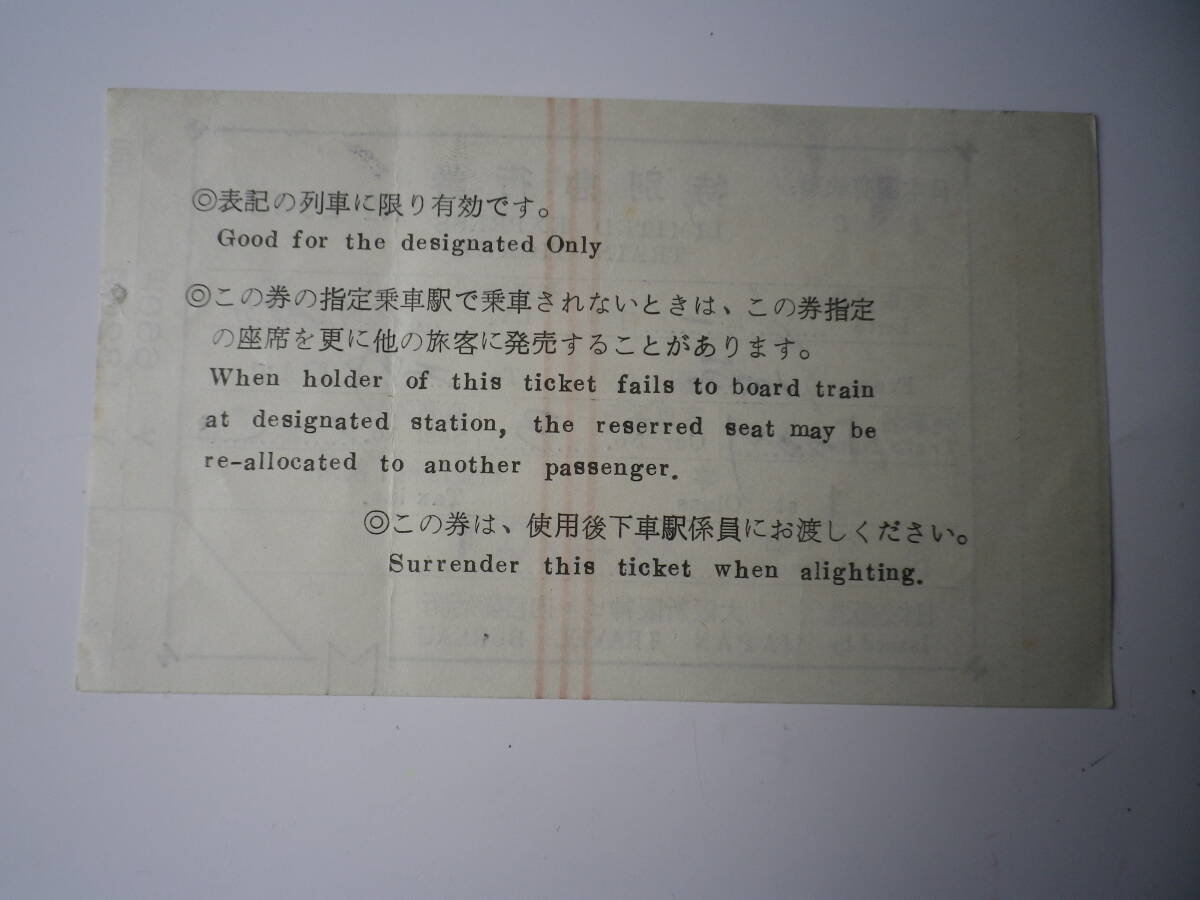 ◎表記の列車に限り有効です。
Good for the designated Only
◎この券の指定乗車駅で乗車されないときは、この券指定
の座席を更に他の旅客に発売することがあります。
When holder of this ticket fails to board train
at designated station, the reserred seat may be
re-allocated to another passenger.
◎この券は、使用後下車駅係員にお渡しください。
Surrender this ticket when alighting.